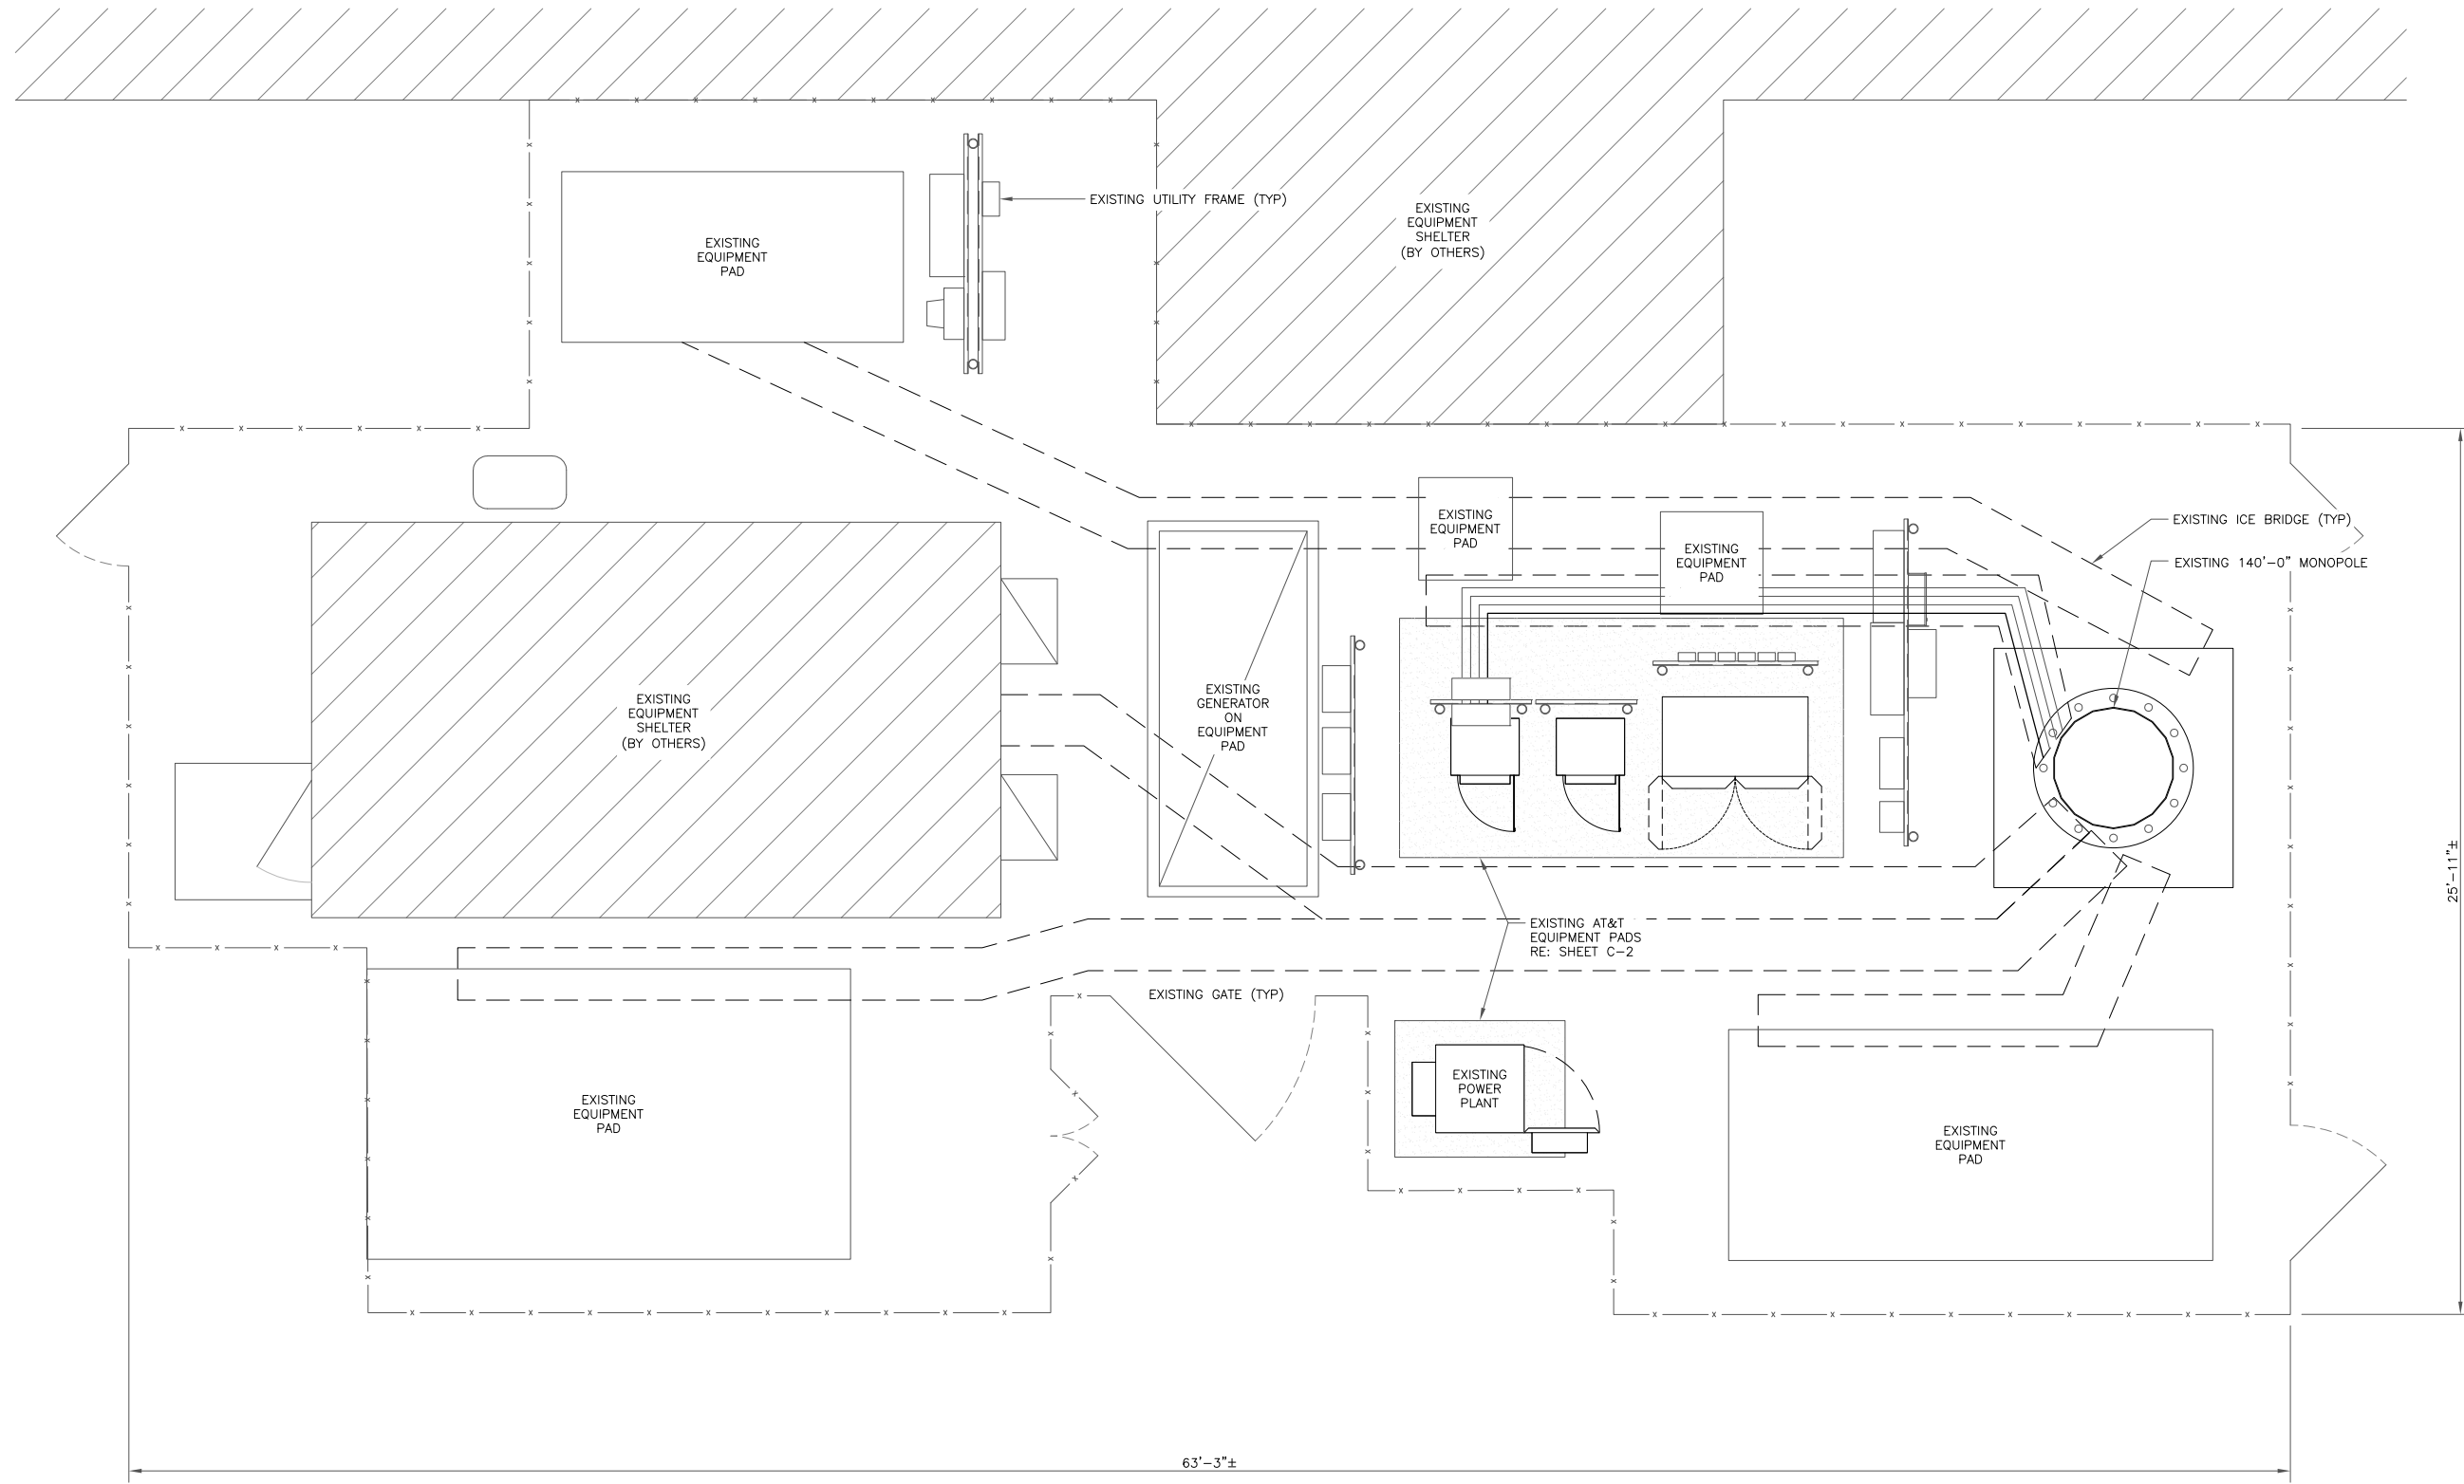 EXISTING UTILITY FRAME (TYP)
EXISTING
EQUIPMENT
SHELTER
(BY OTHERS)
EXISTING
EQUIPMENT
PAD
EXISTING
EQUIPMENT
PAD
EXISTING ICE BRIDGE (TYP)
EXISTING
EQUIPMENT
PAD
EXISTING 140'-0" MONOPOLE
EXISTING
EQUIPMENT
SHELTER
(BY OTHERS)
EXISTING
GENERATOR
ON
EQUIPMENT
PAD
25'-11"±
EXISTING AT&T
EQUIPMENT PADS
RE: SHEET C-2
EXISTING GATE (TYP)
EXISTING
POWER
PLANT
EXISTING
EQUIPMENT
PAD
EXISTING
EQUIPMENT
PAD
63'-3"±